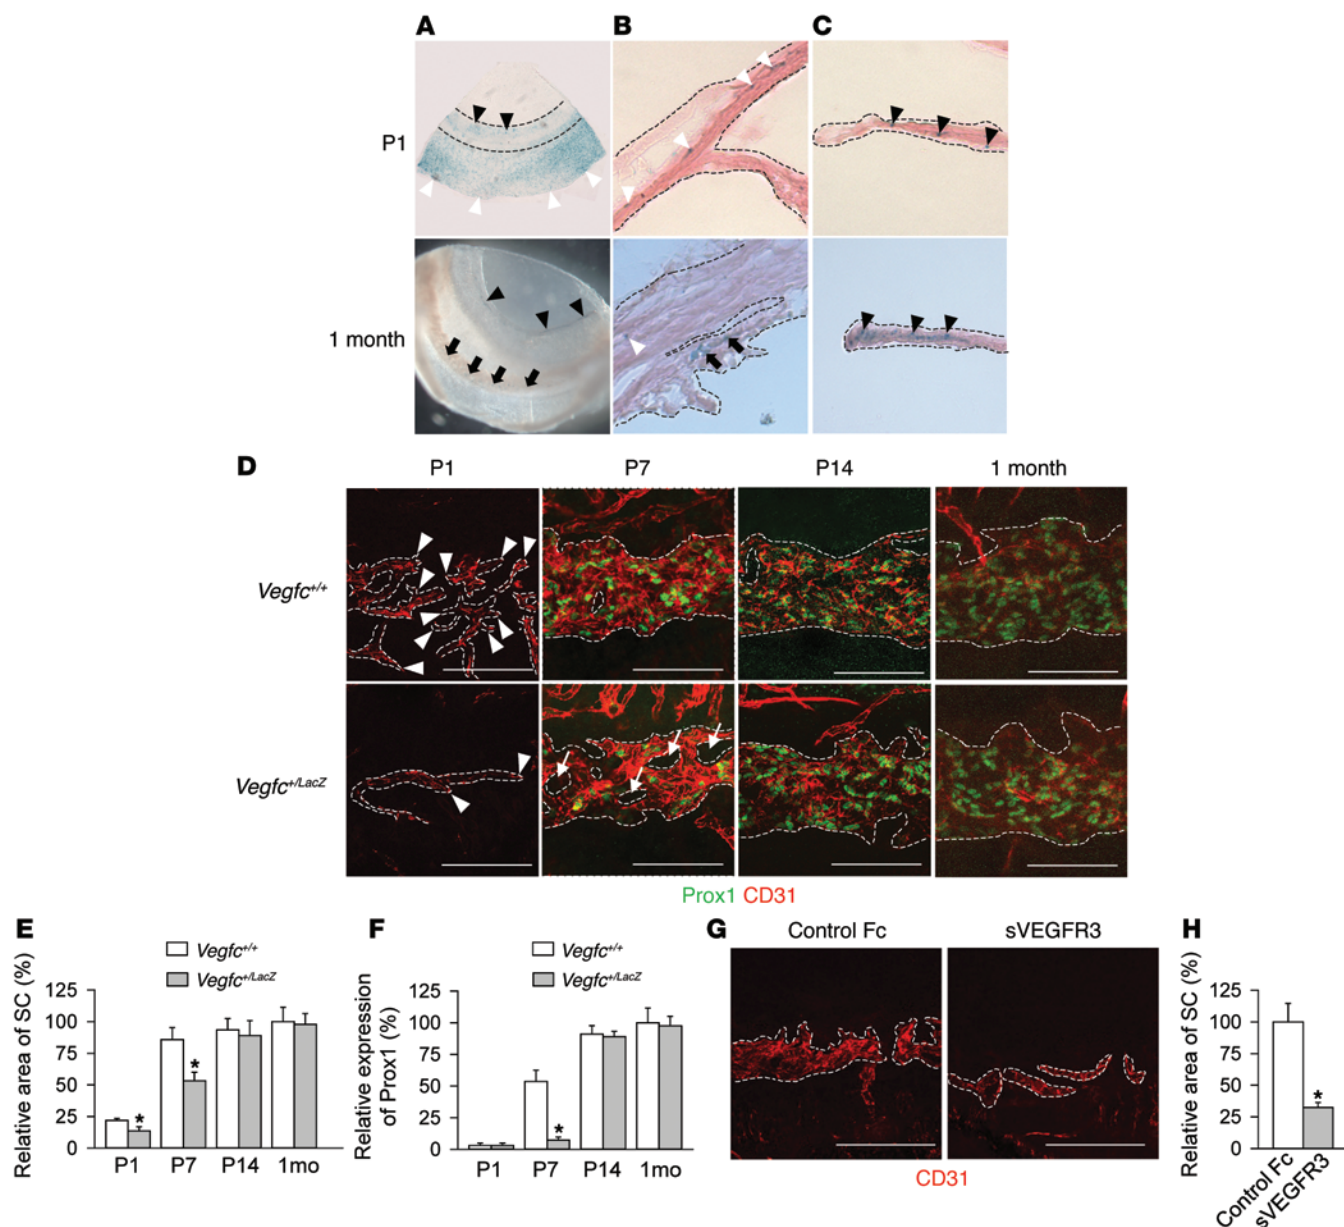 A B C
P1
1 month
D P1 P7 P14 1 month
Vegfc+/+
Vegfc+/LacZ
Prox1 CD31
E
Vegfc+/+
Vegfc+/LacZ
Relative area of SC (%)
125
100
75
50
25
0
* *
P1 P7 P14 1mo
F
Vegfc+/+
Vegfc+/LacZ
Relative expression
of Prox1 (%)
125
100
75
50
25
0
*
P1 P7 P14 1mo
G Control Fc sVEGFR3
CD31
H
Relative area of SC (%)
125
100
75
50
25
0
*
Control Fc
sVEGFR3